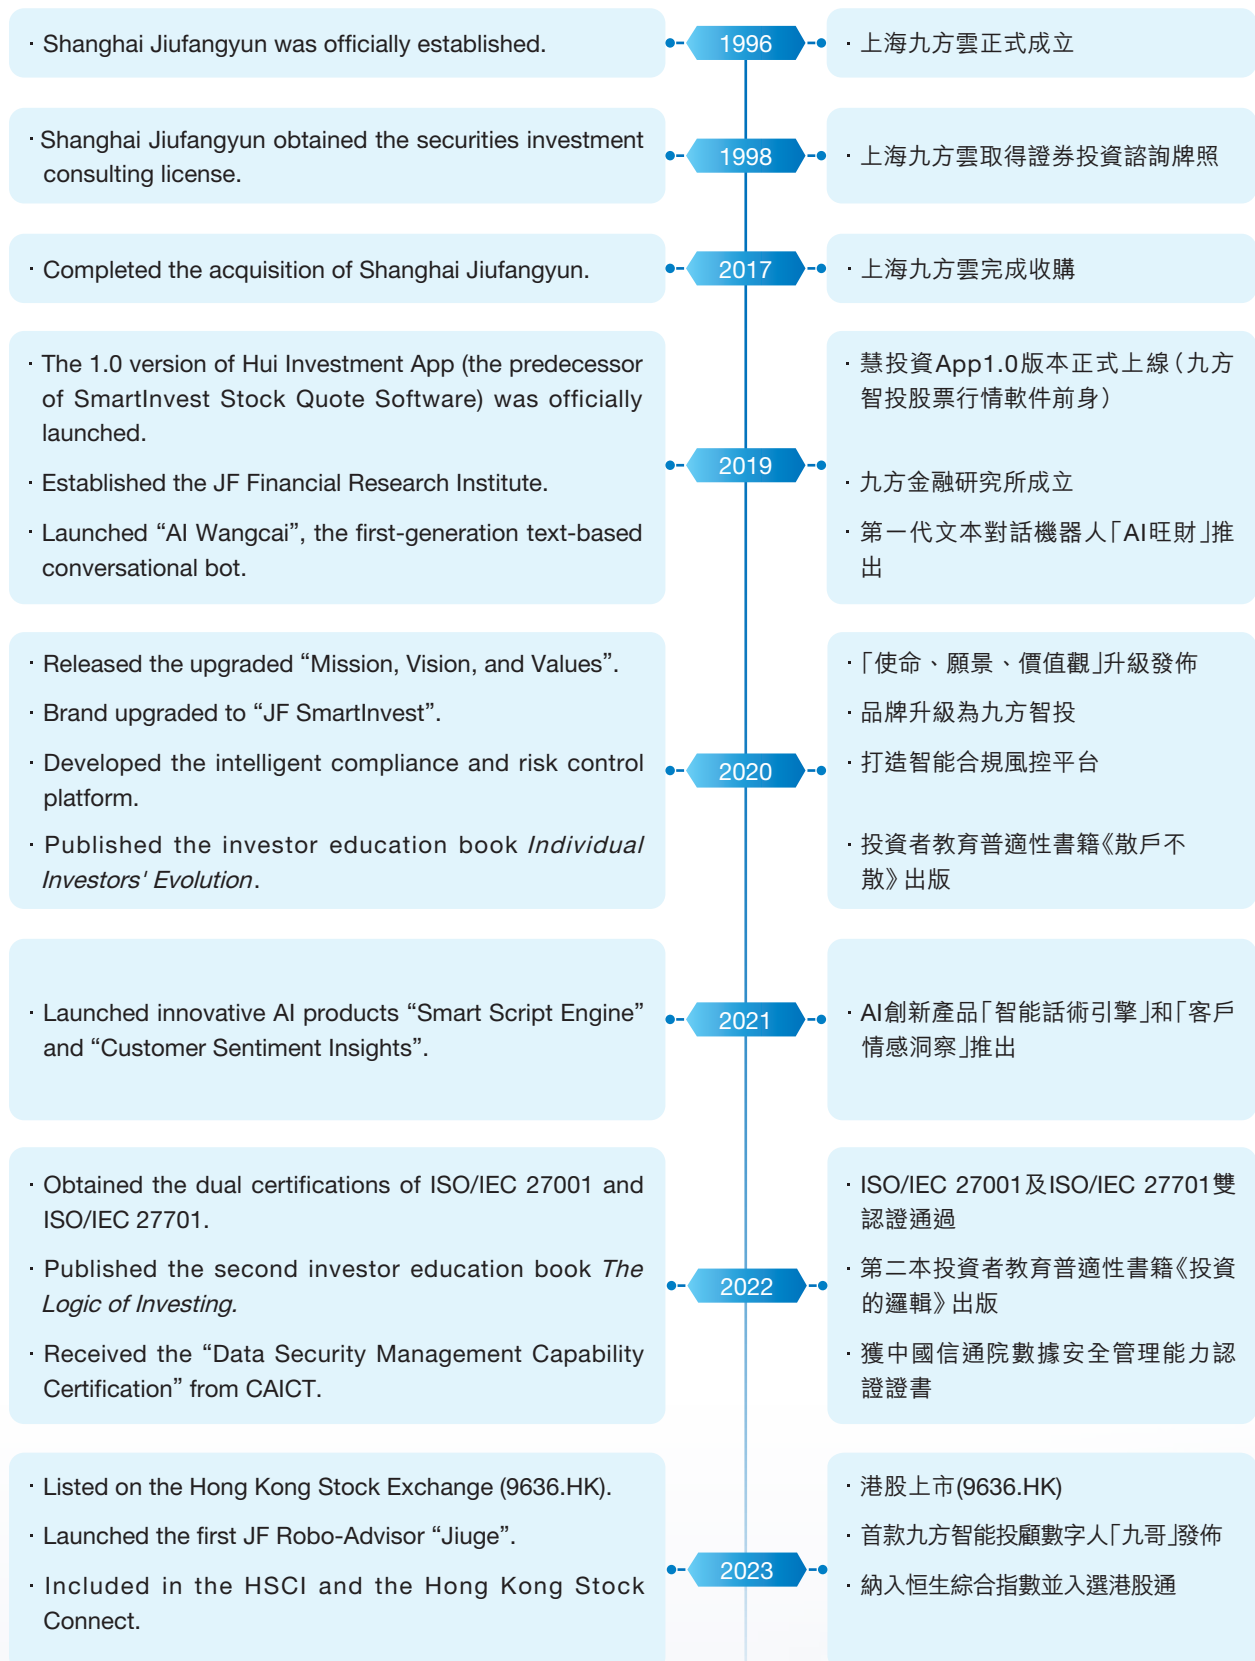 · Shanghai Jiufangyun was officially established.
1996
· 上海九方雲正式成立
· Shanghai Jiufangyun obtained the securities investment
consulting license.
1998
· 上海九方雲取得證券投資諮詢牌照
· Completed the acquisition of Shanghai Jiufangyun.
2017
· 上海九方雲完成收購
· The 1.0 version of Hui Investment App (the predecessor
of SmartInvest Stock Quote Software) was officially
launched.
· Established the JF Financial Research Institute.
· Launched “AI Wangcai”, the first-generation text-based
conversational bot.
2019
· 慧投資App1.0版本正式上線（九方
智投股票行情軟件前身）
· 九方金融研究所成立
· 第一代文本對話機器人「AI旺財」推
出
· Released the upgraded “Mission, Vision, and Values”.
· Brand upgraded to “JF SmartInvest”.
· Developed the intelligent compliance and risk control
platform.
· Published the investor education book Individual
Investors' Evolution.
2020
· 「使命、願景、價值觀」升級發佈
· 品牌升級為九方智投
· 打造智能合規風控平台
· 投資者教育普適性書籍《散戶不
散》出版
· Launched innovative AI products “Smart Script Engine”
and “Customer Sentiment Insights”.
2021
· AI創新產品「智能話術引擎」和「客戶
情感洞察」推出
· Obtained the dual certifications of ISO/IEC 27001 and
ISO/IEC 27701.
· Published the second investor education book The
Logic of Investing.
· Received the “Data Security Management Capability
Certification” from CAICT.
2022
· ISO/IEC 27001及ISO/IEC 27701雙
認證通過
· 第二本投資者教育普適性書籍《投資
的邏輯》出版
· 獲中國信通院數據安全管理能力認
證證書
· Listed on the Hong Kong Stock Exchange (9636.HK).
· Launched the first JF Robo-Advisor “Jiuge”.
· Included in the HSCI and the Hong Kong Stock
Connect.
2023
· 港股上市(9636.HK)
· 首款九方智能投顧數字人「九哥」發佈
· 納入恒生綜合指數並入選港股通